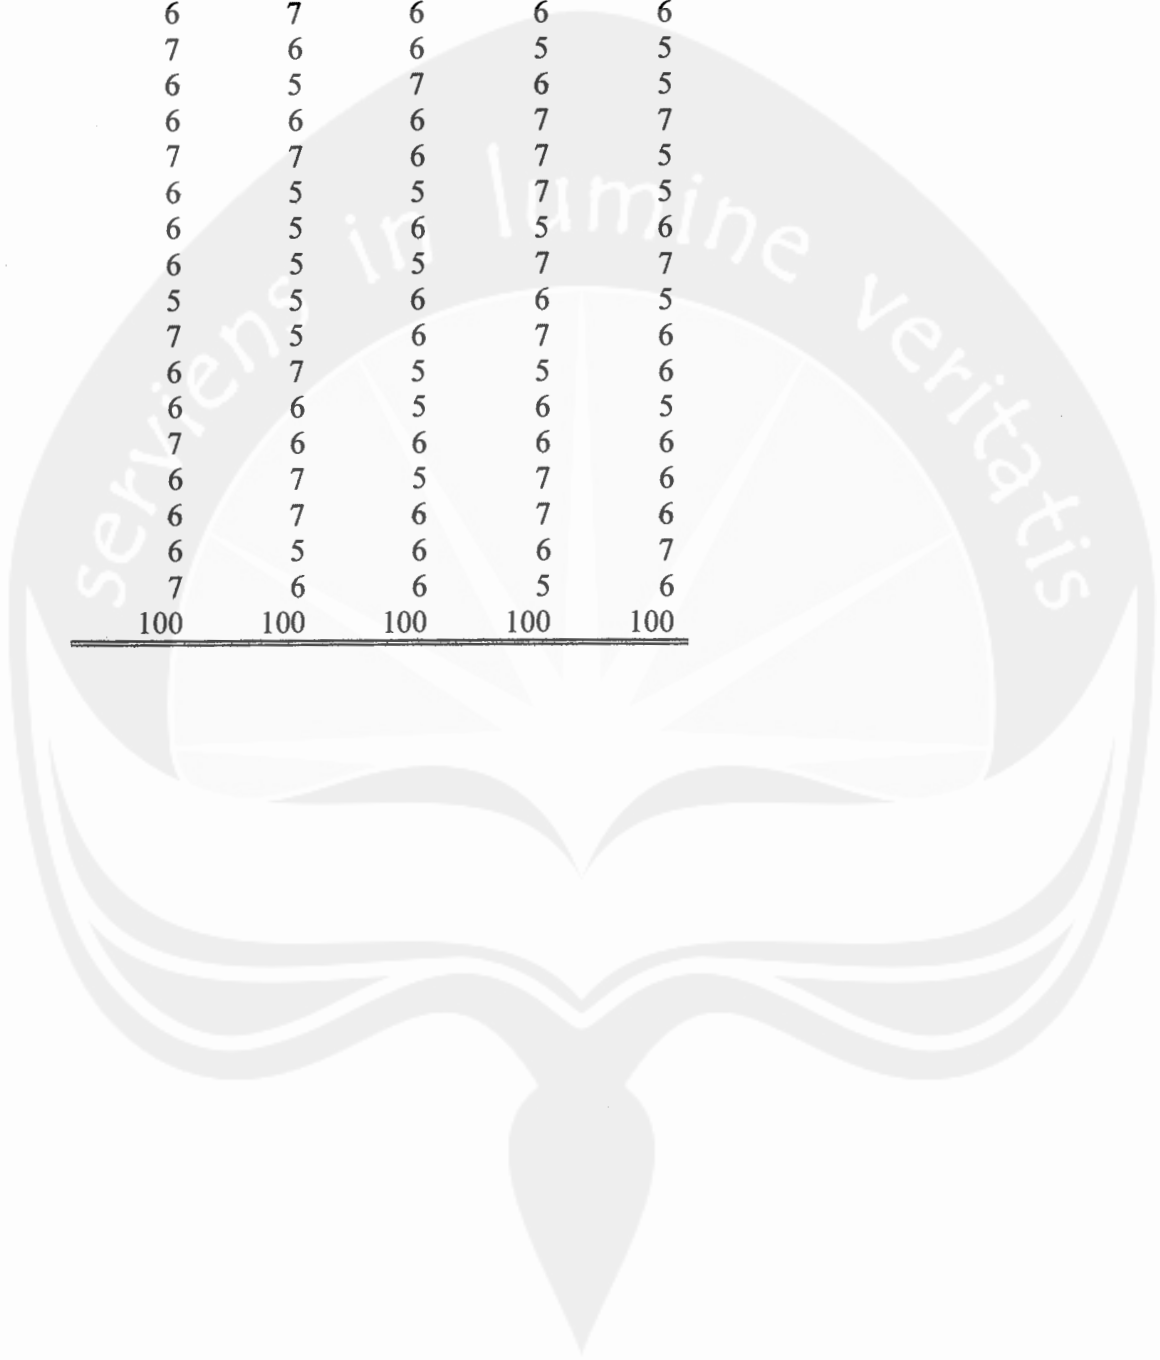 6 7 6 6 6
7 6 6 5 5
6 5 7 6 5
6 6 6 7 7
7 7 6 7 5
6 5 5 7 5
6 5 6 5 6
6 5 5 7 7
5 5 6 6 5
7 5 6 7 6
6 7 5 5 6
6 6 5 6 5
7 6 6 6 6
6 7 5 7 6
6 7 6 7 6
6 5 6 6 7
7 6 6 5 6
100 100 100 100 100
serviens in lumine veritatis